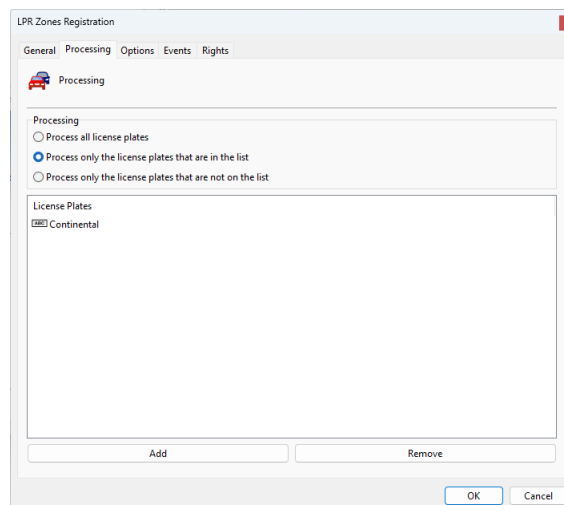 LPR Zones Registration
General Processing Options Events Rights
Processing
Processing
Process all license plates
Process only the license plates that are in the list
Process only the license plates that are not on the list
License Plates
ABC Continental
Add Remove
OK Cancel